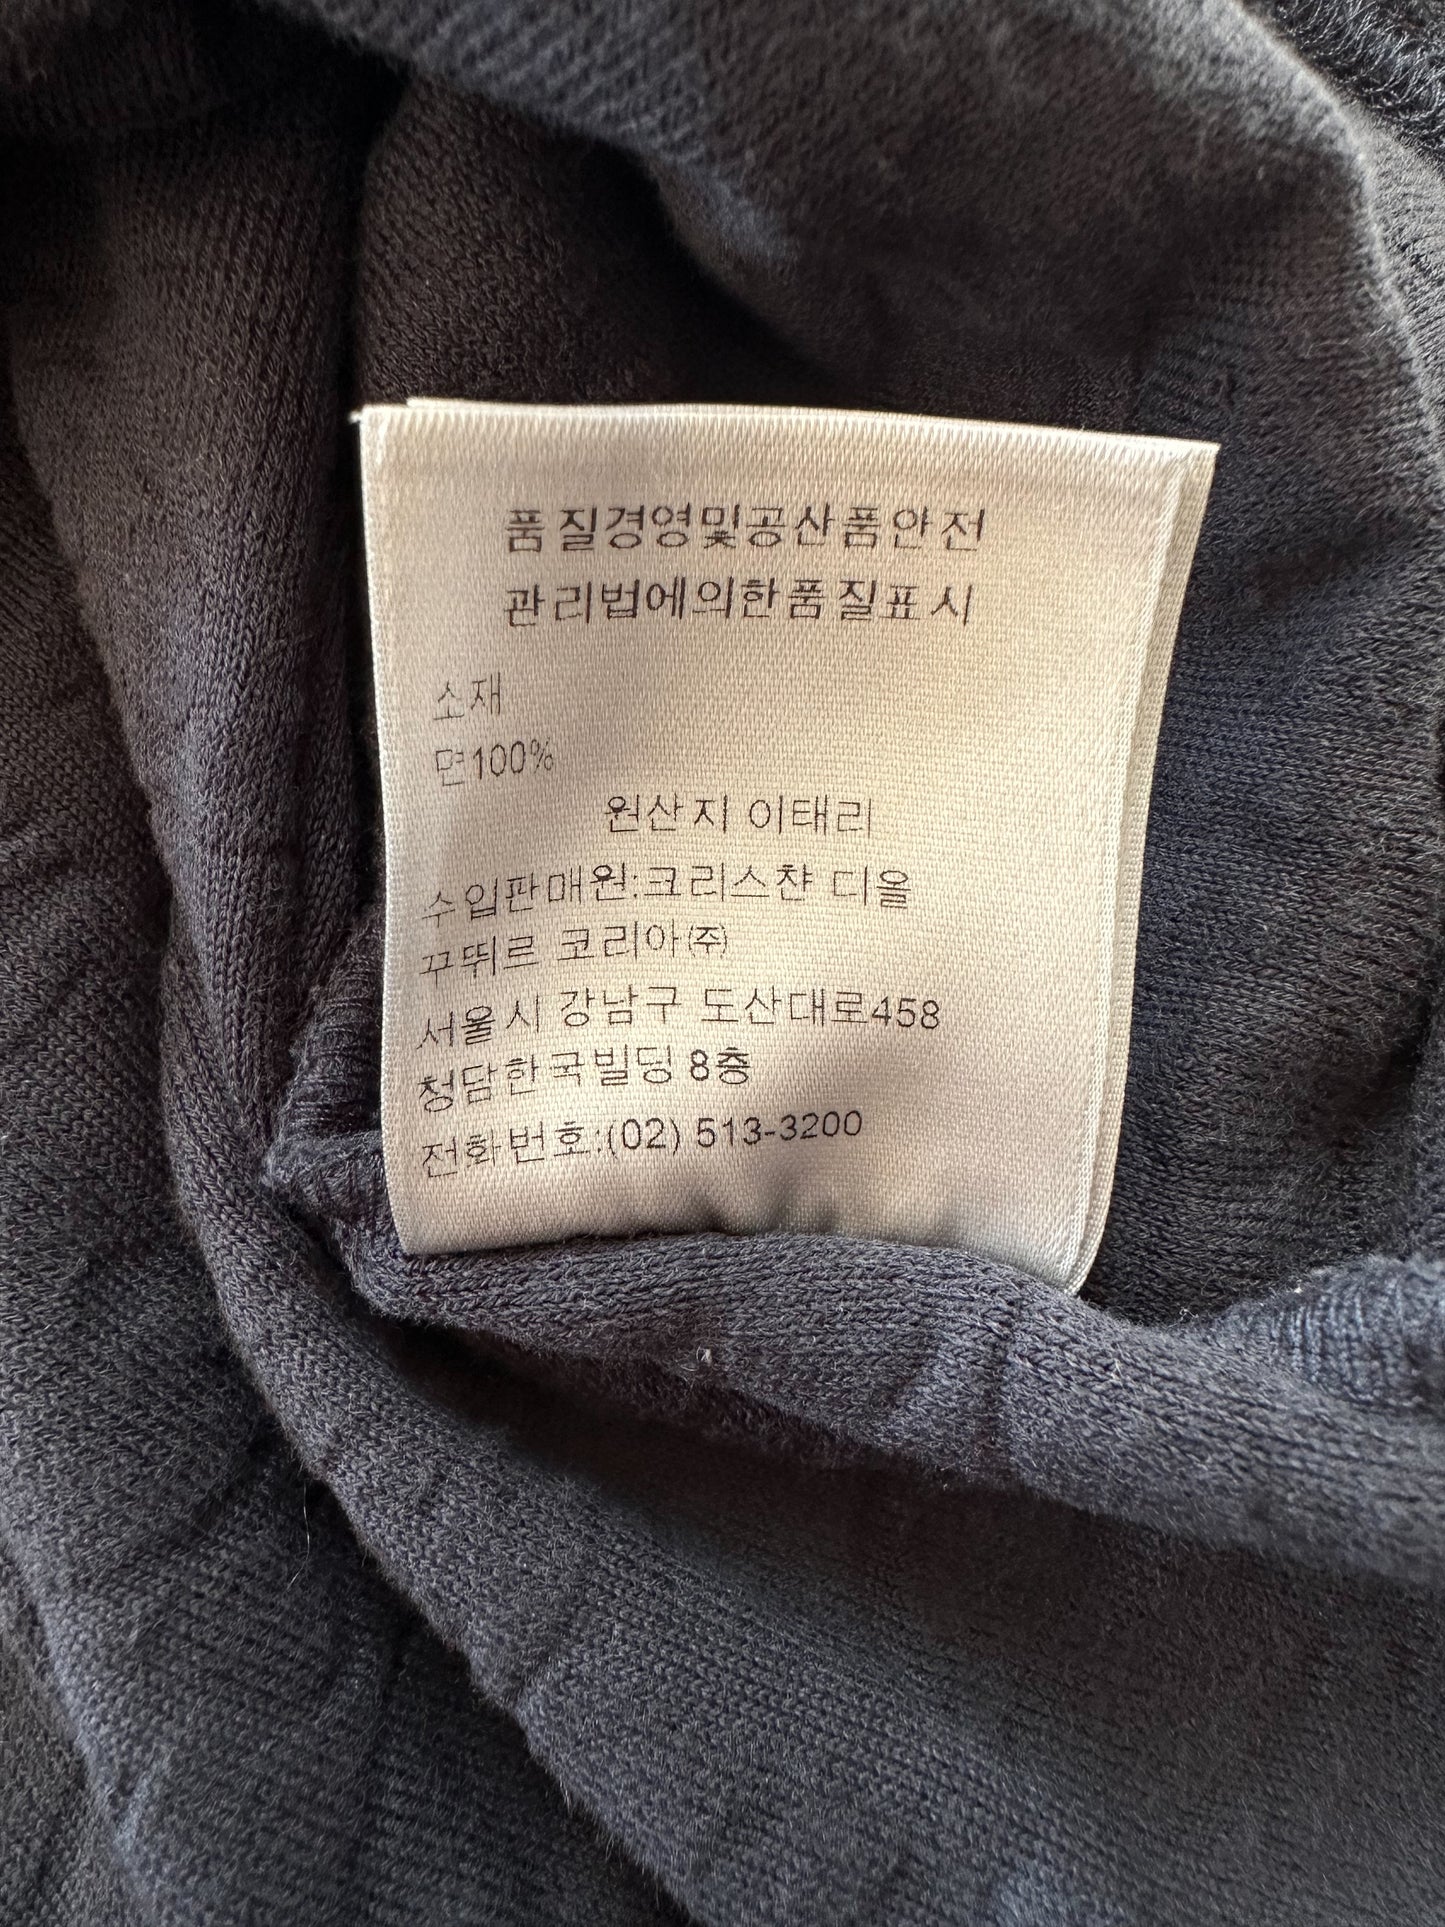 품질경영및공산품안전
관리법에의한품질표시
소재
면100%
원산지 이태리
수입판매원:크리스챤 디올
꾸뛰르 코리아㈜
서울시 강남구 도산대로458
청담한국빌딩 8층
전화번호:(02) 513-3200